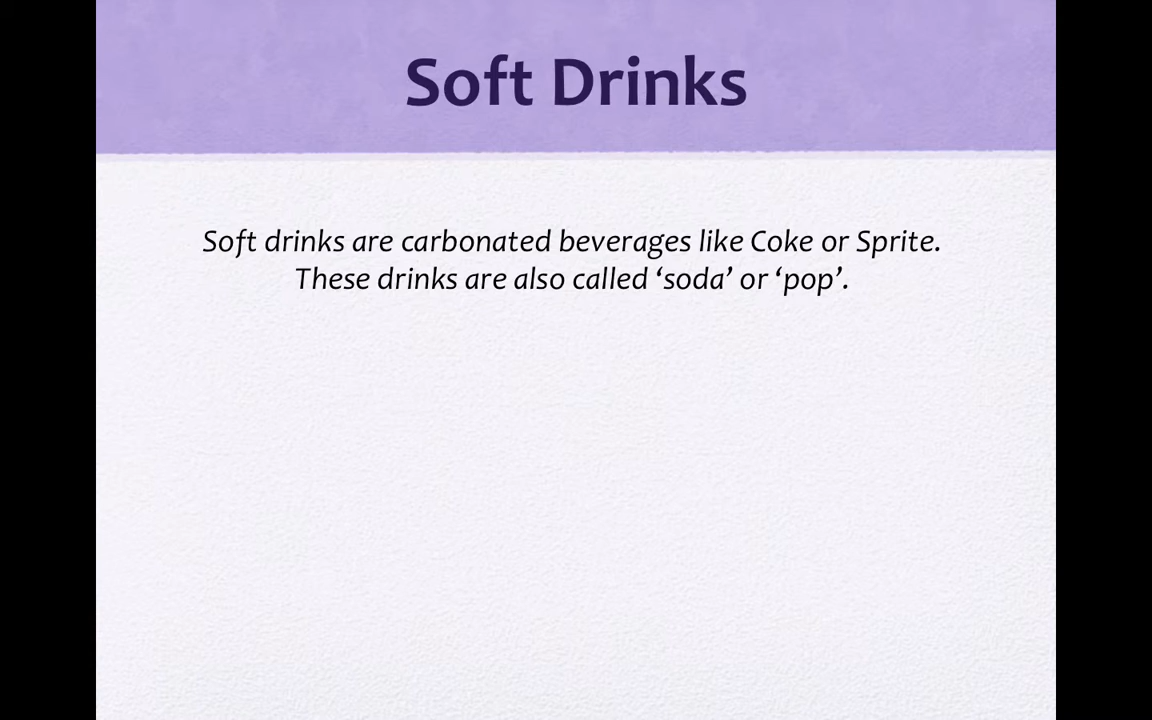 Soft Drinks
Soft drinks are carbonated beverages like Coke or Sprite.
These drinks are also called ‘soda’ or ‘pop’.